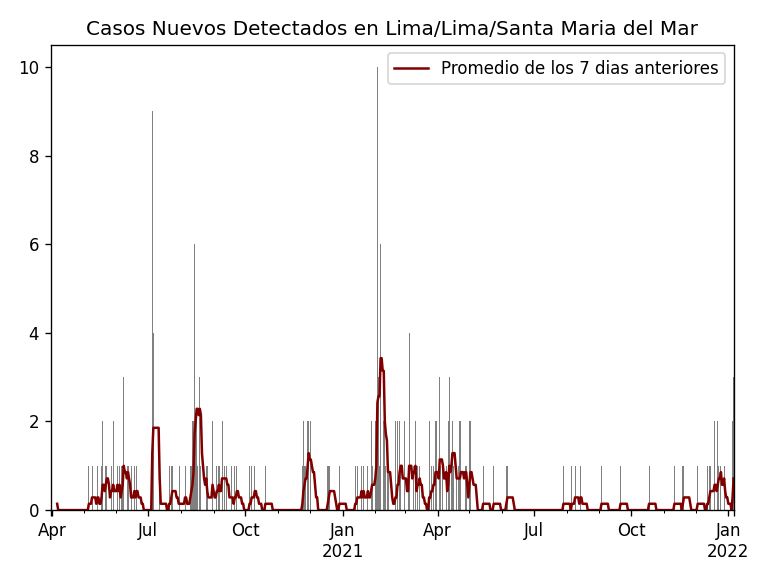 Casos Nuevos Detectados en Lima/Lima/Santa Maria del Mar
Promedio de los 7 dias anteriores
10
8
6
4
2
0
Apr Jul Oct Jan Apr Jul Oct Jan
2021 2022